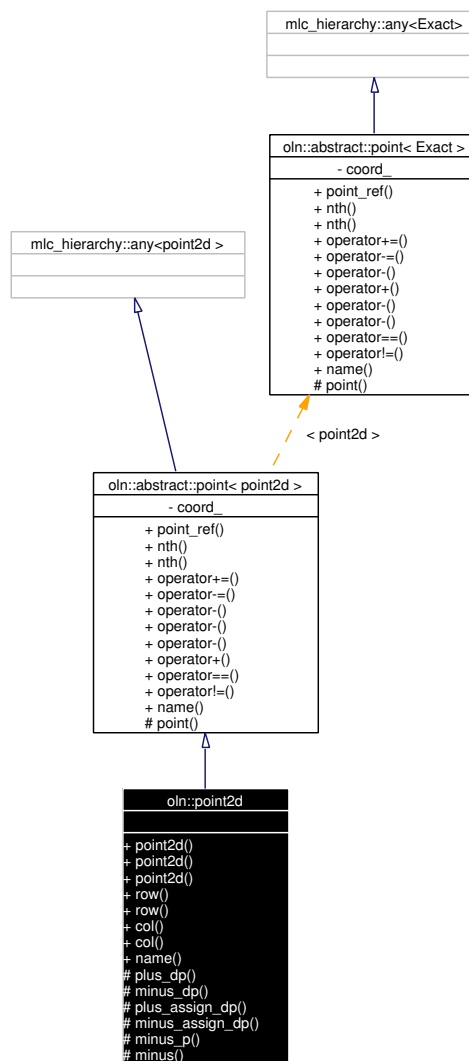 mlc_hierarchy::any<Exact>
oln::abstract::point< Exact >
- coord_
+ point_ref()
+ nth()
+ nth()
+ operator+=()
+ operator-=()
+ operator-()
+ operator+()
+ operator-()
+ operator-()
+ operator==()
+ operator!=()
+ name()
# point()
mlc_hierarchy::any<point2d >
< point2d >
oln::abstract::point< point2d >
- coord_
+ point_ref()
+ nth()
+ nth()
+ operator+=()
+ operator-=()
+ operator-()
+ operator-()
+ operator-()
+ operator+()
+ operator==()
+ operator!=()
+ name()
# point()
oln::point2d
+ point2d()
+ point2d()
+ point2d()
+ row()
+ row()
+ col()
+ col()
+ name()
# plus_dp()
# minus_dp()
# plus_assign_dp()
# minus_assign_dp()
# minus_p()
# minus()